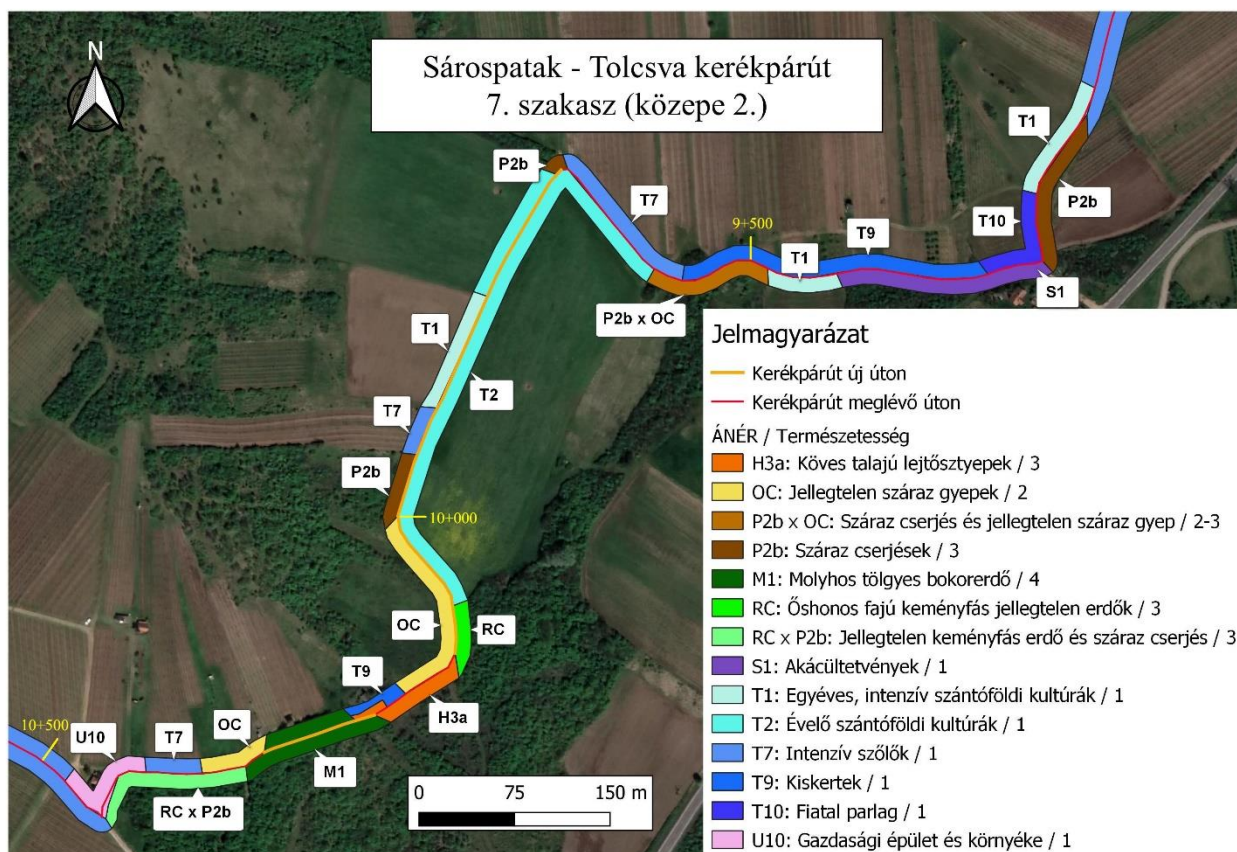 Sárospatak - Tolcsva kerékpárút
7. szakasz (közepe 2.)
N
T1
P2b
T7
P2b
T10
9+500
T9
T1
S1
P2b x OC
T1
T2
T7
P2b
10+000
OC
RC
T9
H3a
OC
10+500
U10
T7
M1
RC x P2b
0 75 150 m
Jelmagyarázat
Kerékpárút új úton
Kerékpárút meglévő úton
ÁNÉR / Természetesség
H3a: Köves talajú lejtősztyepek / 3
OC: Jellegtelen száraz gyepek / 2
P2b x OC: Száraz cserjés és jellegtelen száraz gyep / 2-3
P2b: Száraz cserjések / 3
M1: Molyhos tölgyes bokorerdő / 4
RC: Őshonos fajú keményfás jellegtelen erdők / 3
RC x P2b: Jellegtelen keményfás erdő és száraz cserjés / 3
S1: Akácültetvények / 1
T1: Egyéves, intenzív szántóföldi kultúrák / 1
T2: Évelő szántóföldi kultúrák / 1
T7: Intenzív szőlők / 1
T9: Kiskertek / 1
T10: Fiatal parlag / 1
U10: Gazdasági épület és környéke / 1